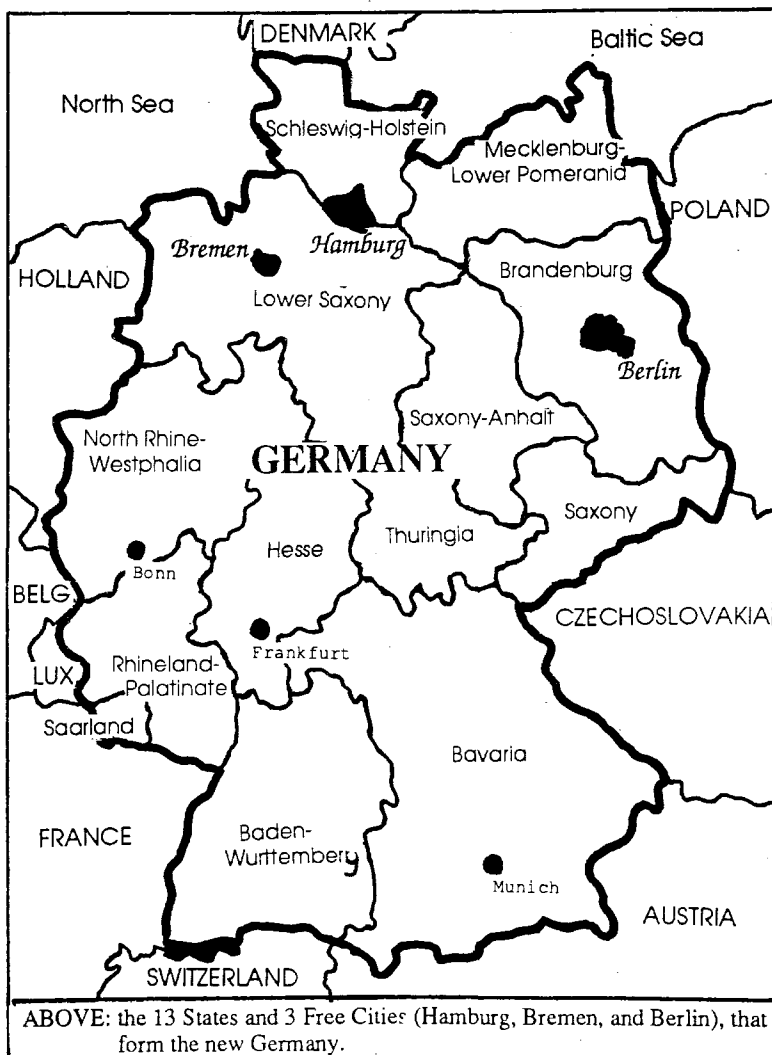 DENMARK
Baltic Sea
North Sea
Schleswig-Holstein
Mecklenburg-
Lower Pomerania
POLAND
Bremen
Hamburg
HOLLAND
Brandenburg
Lower Saxony
Berlin
Saxony-Anhalt
North Rhine-
Westphalia
GERMANY
Saxony
Thuringia
Hesse
Bonn
BELG.
CZECHOSLOVAKIA
Frankfurt
LUX
Rhineland-
Palatinate
Saarland
Bavaria
FRANCE
Baden-
Wurttemberg
Munich
AUSTRIA
SWITZERLAND
ABOVE: the 13 States and 3 Free Cities (Hamburg, Bremen, and Berlin), that
form the new Germany.